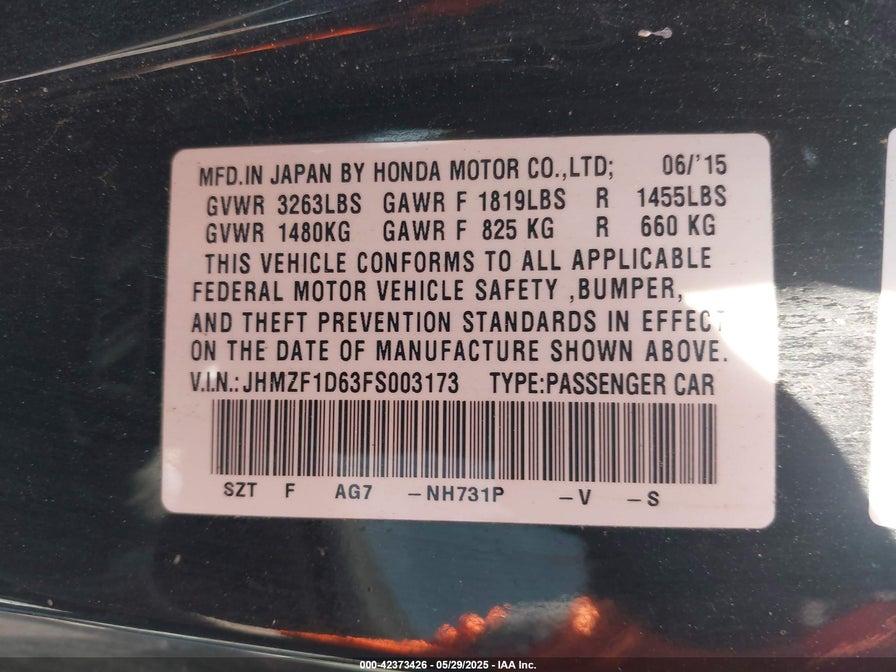 MFD.IN JAPAN BY HONDA MOTOR CO.,LTD; 06/'15
GVWR 3263LBS GAWR F 1819LBS R 1455LBS
GVWR 1480KG GAWR F 825 KG R 660 KG
THIS VEHICLE CONFORMS TO ALL APPLICABLE
FEDERAL MOTOR VEHICLE SAFETY ,BUMPER,
AND THEFT PREVENTION STANDARDS IN EFFECT
ON THE DATE OF MANUFACTURE SHOWN ABOVE.
V.I.N.:JHMZF1D63FS003173 TYPE:PASSENGER CAR
SZT F AG7 -NH731P -V -S
000-42373426 - 05/29/2025 - IAA Inc.